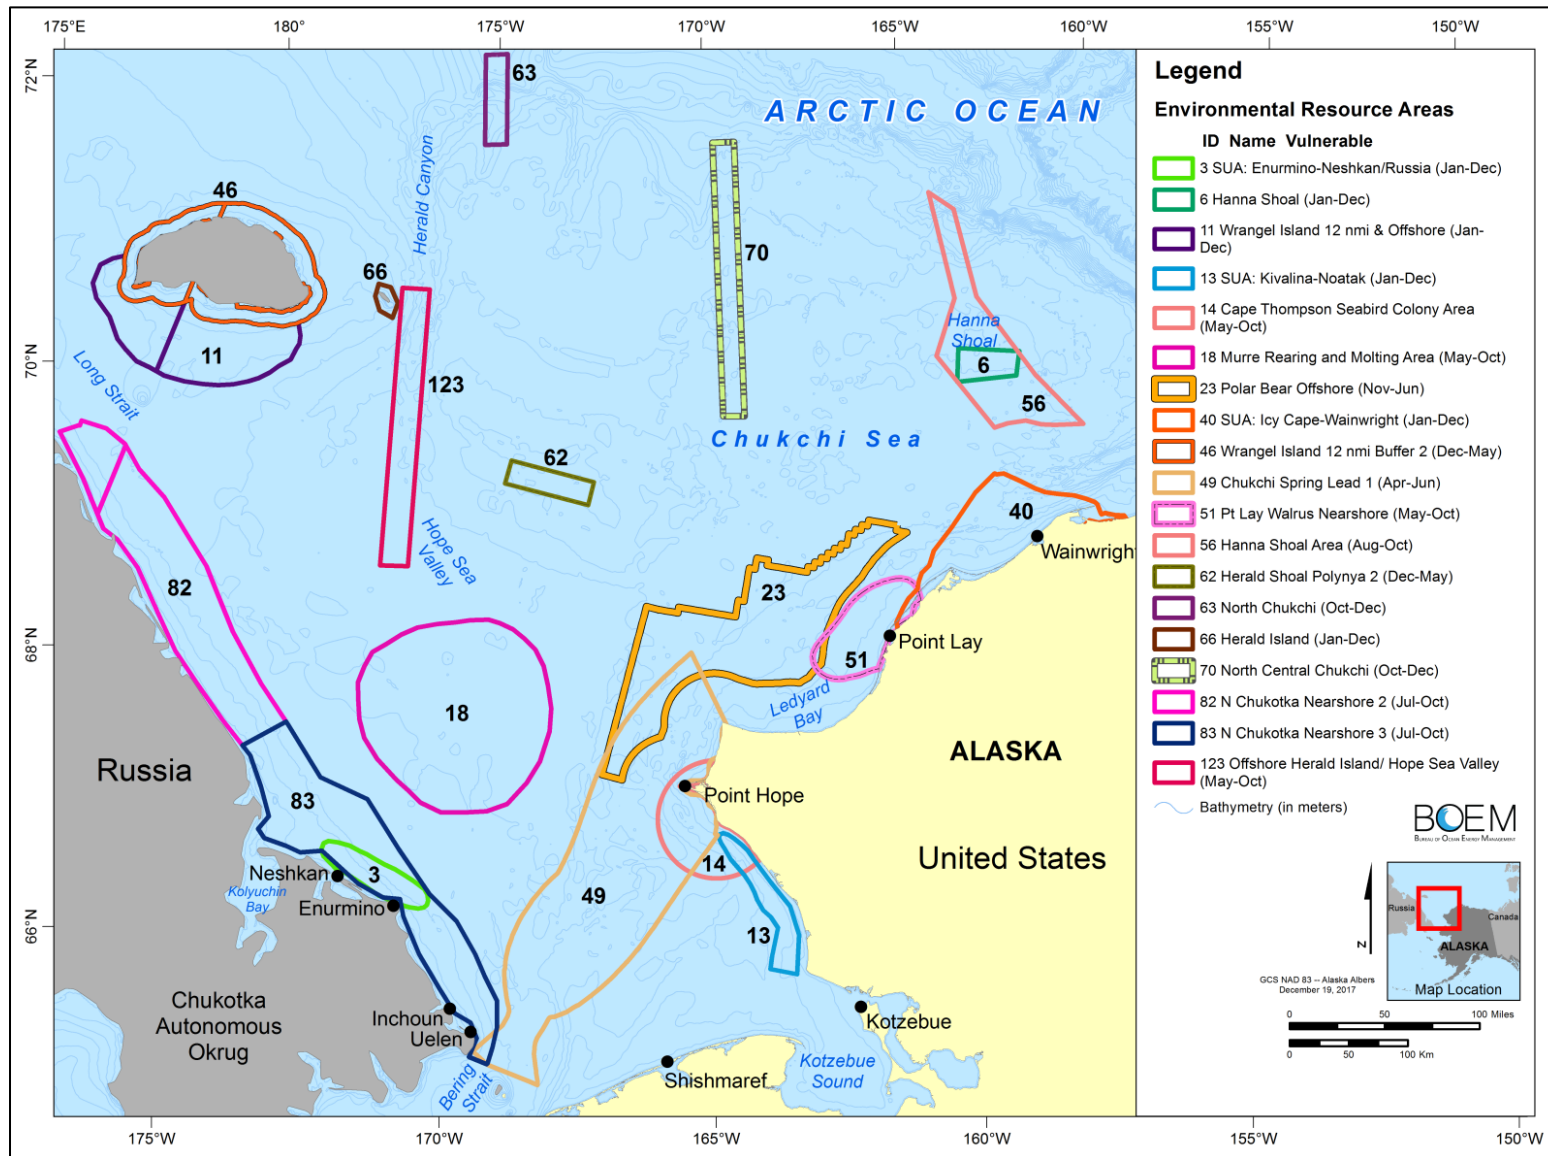 175°E 180° 175°W 170°W 165°W 160°W 155°W 150°W
72°N
70°N
68°N
66°N
63
ARCTIC OCEAN
Herald Canyon
46
66
70
11
Long Strait
123
Hanna
Shoal
6
56
Chukchi Sea
62
Hope Sea
Valley
40
Wainwright
82
23
Point Lay
51
18
Ledyard
Bay
Russia
ALASKA
Point Hope
83
United States
14
Neshkan
3
Kolyuchin
Bay
Enurmino
49
13
Chukotka
Autonomous
Okrug
Inchoun
Uelen
Kotzebue
Bering
Strait
Shishmaref
Kotzebue
Sound
175°W 170°W 165°W 160°W 155°W 150°W
Legend
Environmental Resource Areas
ID Name Vulnerable
3 SUA: Enurmino-Neshkan/Russia (Jan-Dec)
6 Hanna Shoal (Jan-Dec)
11 Wrangel Island 12 nmi & Offshore (Jan-
Dec)
13 SUA: Kivalina-Noatak (Jan-Dec)
14 Cape Thompson Seabird Colony Area
(May-Oct)
18 Murre Rearing and Molting Area (May-Oct)
23 Polar Bear Offshore (Nov-Jun)
40 SUA: Icy Cape-Wainwright (Jan-Dec)
46 Wrangel Island 12 nmi Buffer 2 (Dec-May)
49 Chukchi Spring Lead 1 (Apr-Jun)
51 Pt Lay Walrus Nearshore (May-Oct)
56 Hanna Shoal Area (Aug-Oct)
62 Herald Shoal Polynya 2 (Dec-May)
63 North Chukchi (Oct-Dec)
66 Herald Island (Jan-Dec)
70 North Central Chukchi (Oct-Dec)
82 N Chukotka Nearshore 2 (Jul-Oct)
83 N Chukotka Nearshore 3 (Jul-Oct)
123 Offshore Herald Island/ Hope Sea Valley
(May-Oct)
Bathymetry (in meters)
BOEM
BUREAU OF OCEAN ENERGY MANAGEMENT
N
Russia
Canada
ALASKA
Map Location
GCS NAD 83 -- Alaska Albers
December 19, 2017
0 50 100 Miles
0 50 100 Km